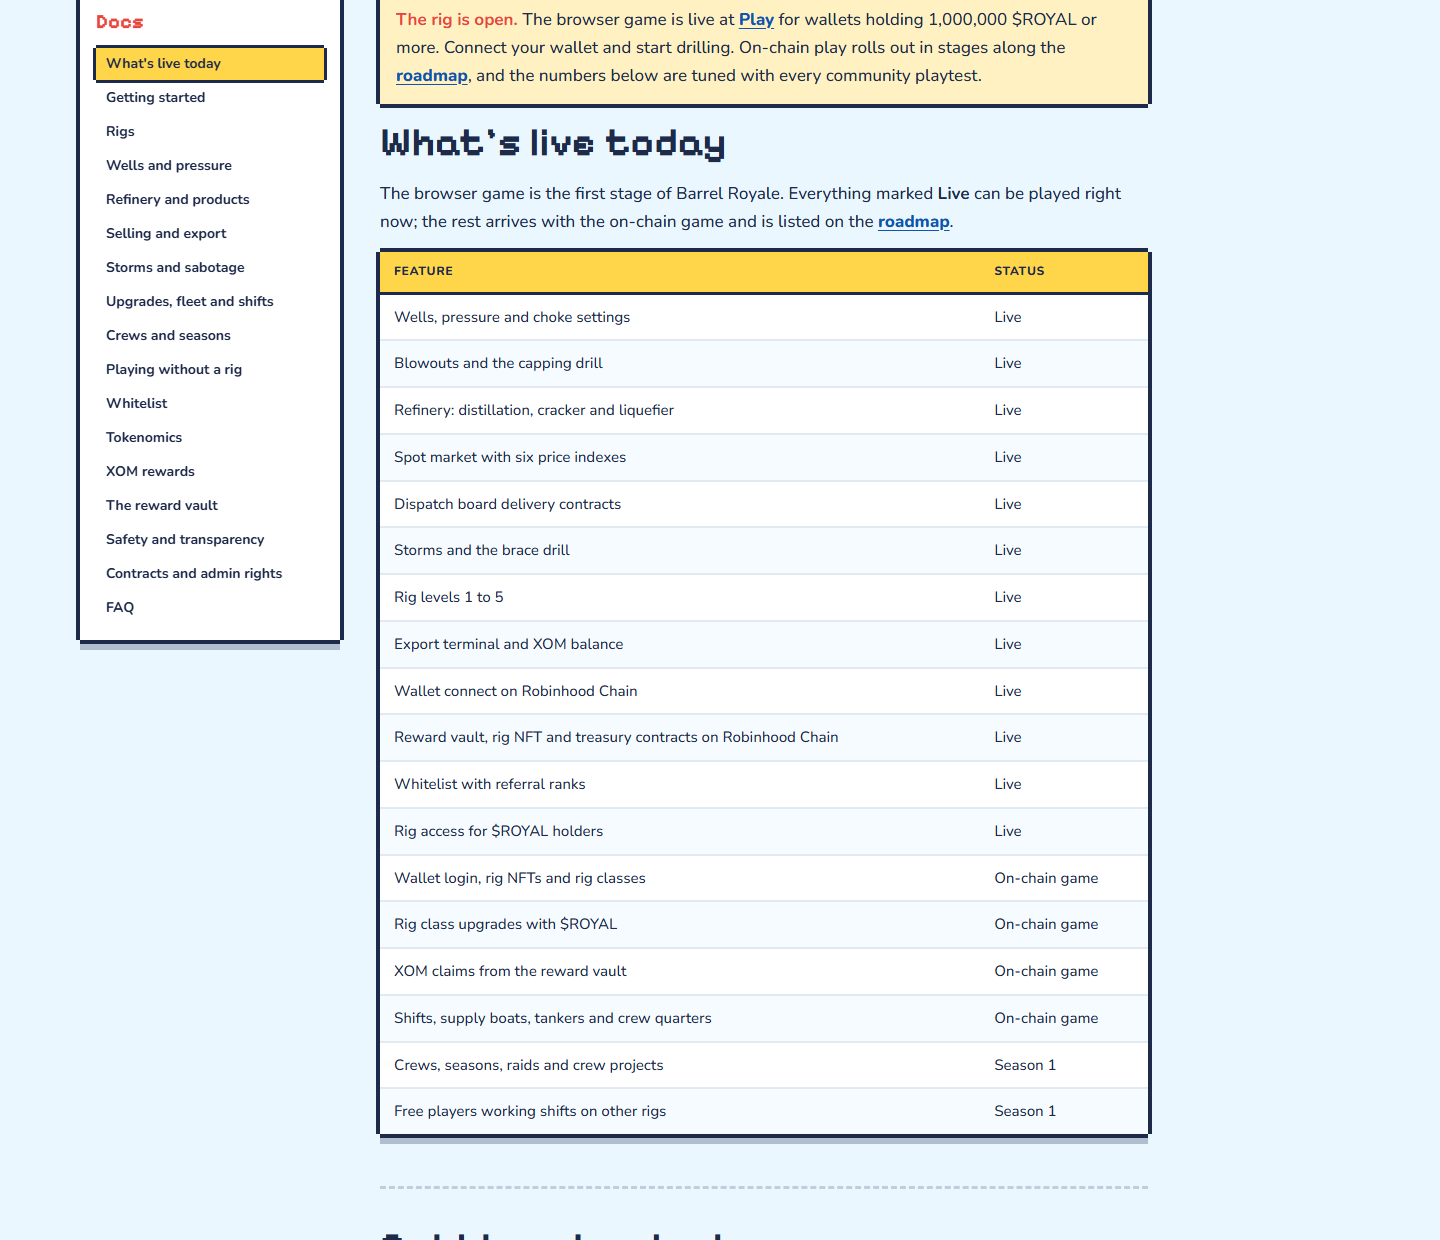 Docs
What's live today
Getting started
Rigs
Wells and pressure
Refinery and products
Selling and export
Storms and sabotage
Upgrades, fleet and shifts
Crews and seasons
Playing without a rig
Whitelist
Tokenomics
XOM rewards
The reward vault
Safety and transparency
Contracts and admin rights
FAQ
The rig is open. The browser game is live at Play for wallets holding 1,000,000 $ROYAL or
more. Connect your wallet and start drilling. On-chain play rolls out in stages along the
roadmap, and the numbers below are tuned with every community playtest.
What's live today
The browser game is the first stage of Barrel Royale. Everything marked Live can be played right
now; the rest arrives with the on-chain game and is listed on the roadmap.
FEATURE STATUS
Wells, pressure and choke settings Live
Blowouts and the capping drill Live
Refinery: distillation, cracker and liquefier Live
Spot market with six price indexes Live
Dispatch board delivery contracts Live
Storms and the brace drill Live
Rig levels 1 to 5 Live
Export terminal and XOM balance Live
Wallet connect on Robinhood Chain Live
Reward vault, rig NFT and treasury contracts on Robinhood Chain Live
Whitelist with referral ranks Live
Rig access for $ROYAL holders Live
Wallet login, rig NFTs and rig classes On-chain game
Rig class upgrades with $ROYAL On-chain game
XOM claims from the reward vault On-chain game
Shifts, supply boats, tankers and crew quarters On-chain game
Crews, seasons, raids and crew projects Season 1
Free players working shifts on other rigs Season 1